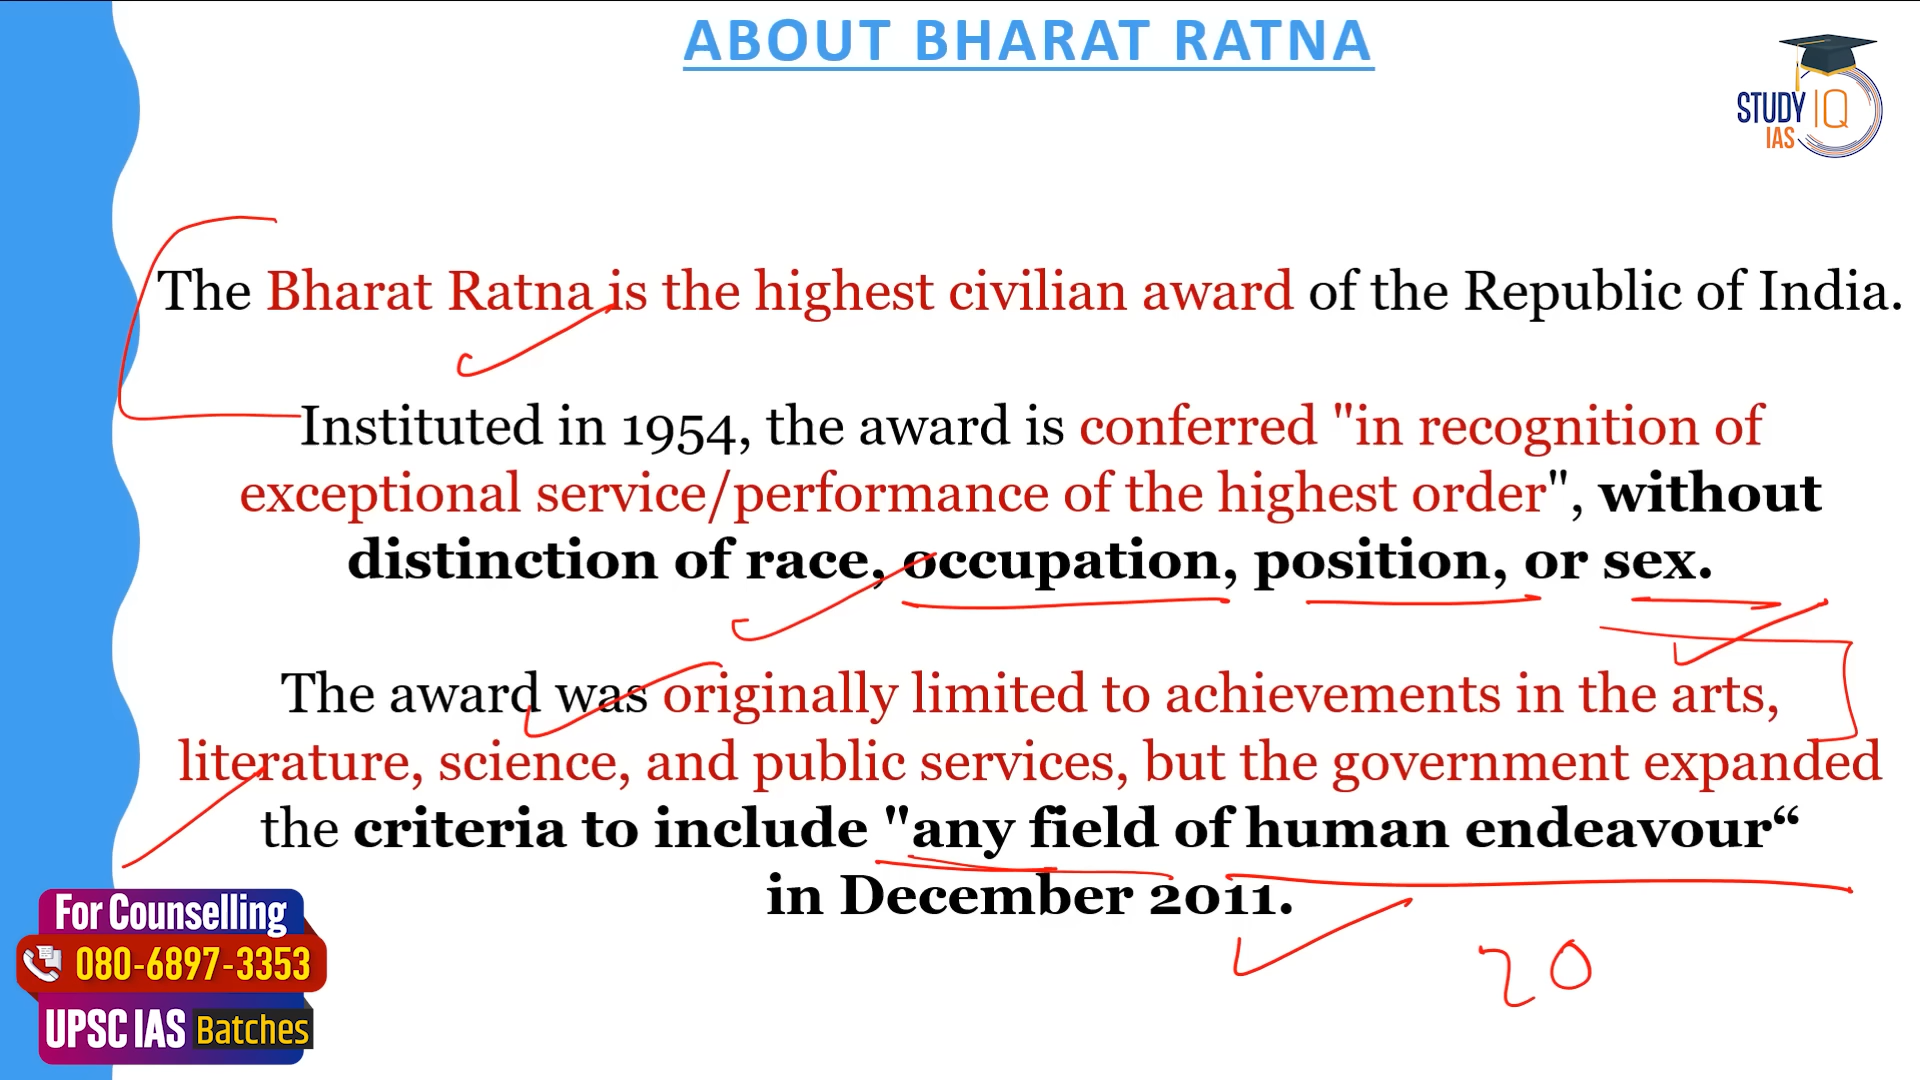 ABOUT BHARAT RATNA
STUDY IQ
IAS
The Bharat Ratna is the highest civilian award of the Republic of India.
Instituted in 1954, the award is conferred "in recognition of
exceptional service/performance of the highest order", without
distinction of race, occupation, position, or sex.
The award was originally limited to achievements in the arts,
literature, science, and public services, but the government expanded
the criteria to include "any field of human endeavour“
in December 2011.
20
For Counselling
080-6897-3353
UPSC IAS Batches